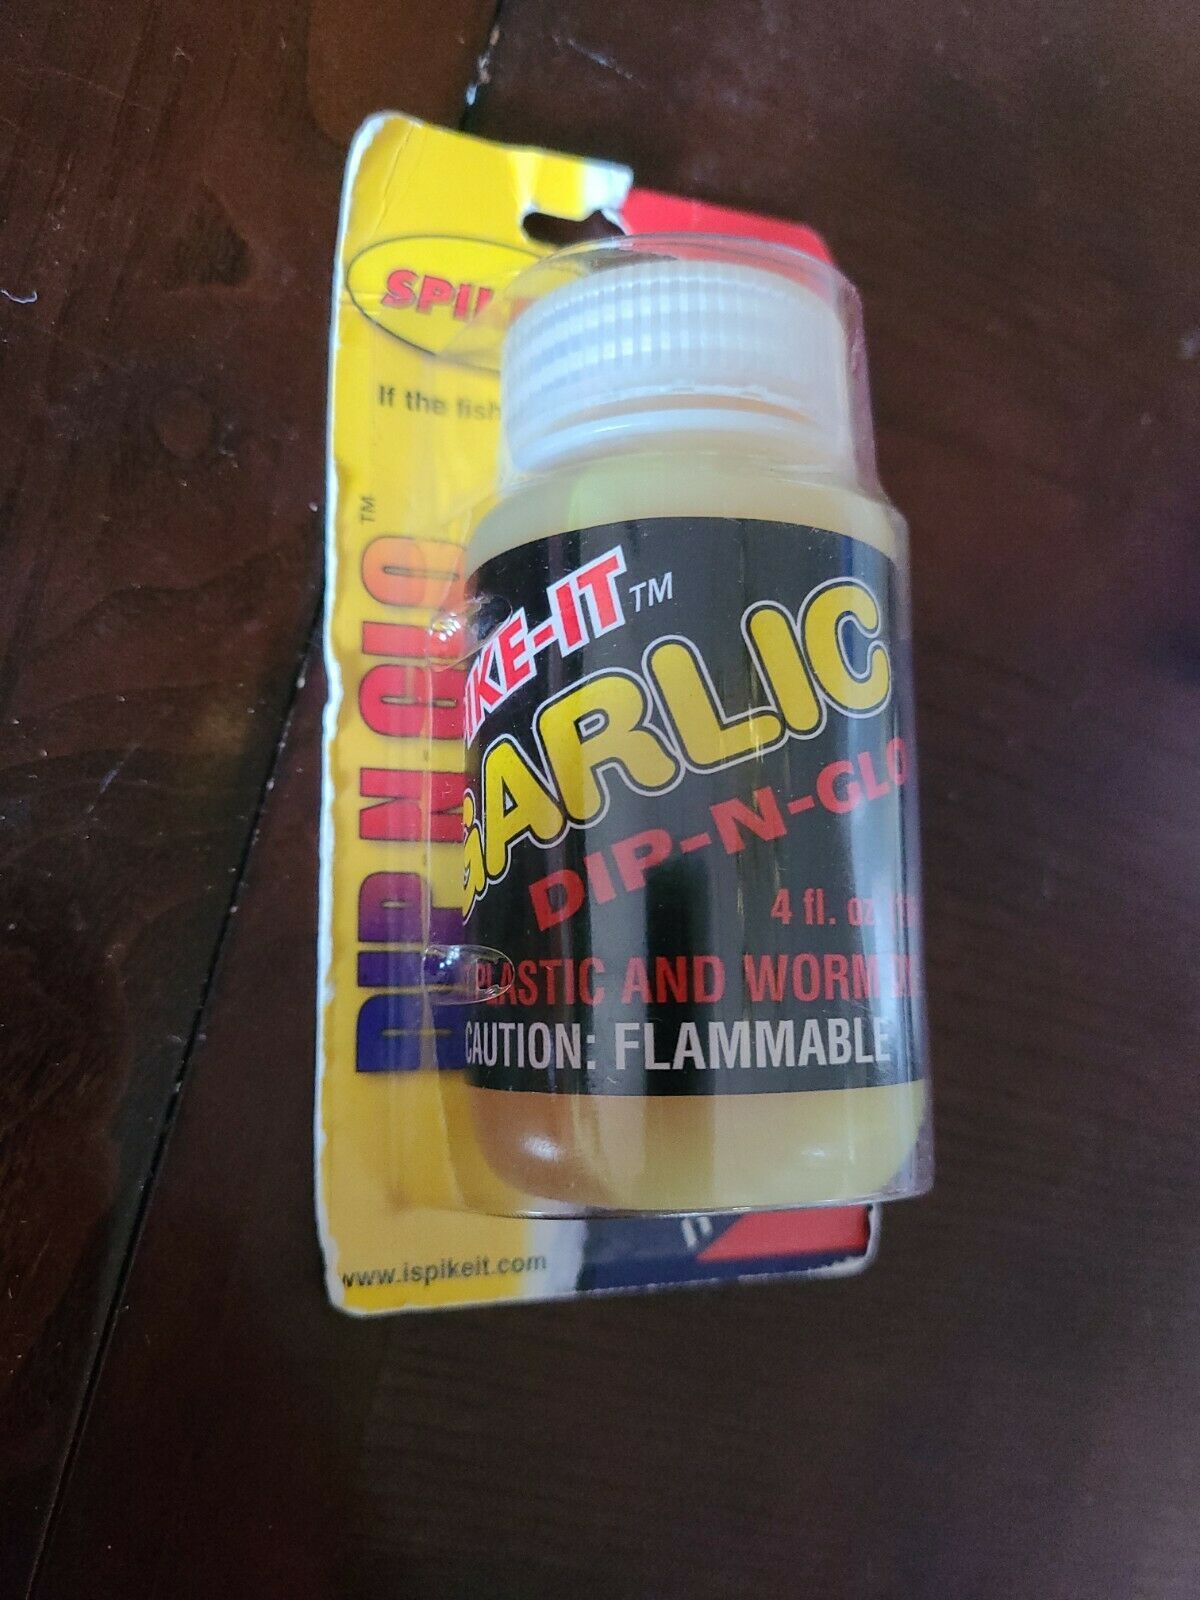 SPI
If the fish
DIP-N-GLO™
IKE-IT™
GARLIC
DIP-N-GLO
4 fl. oz
PLASTIC AND WORM
CAUTION: FLAMMABLE
www.ispikeit.com